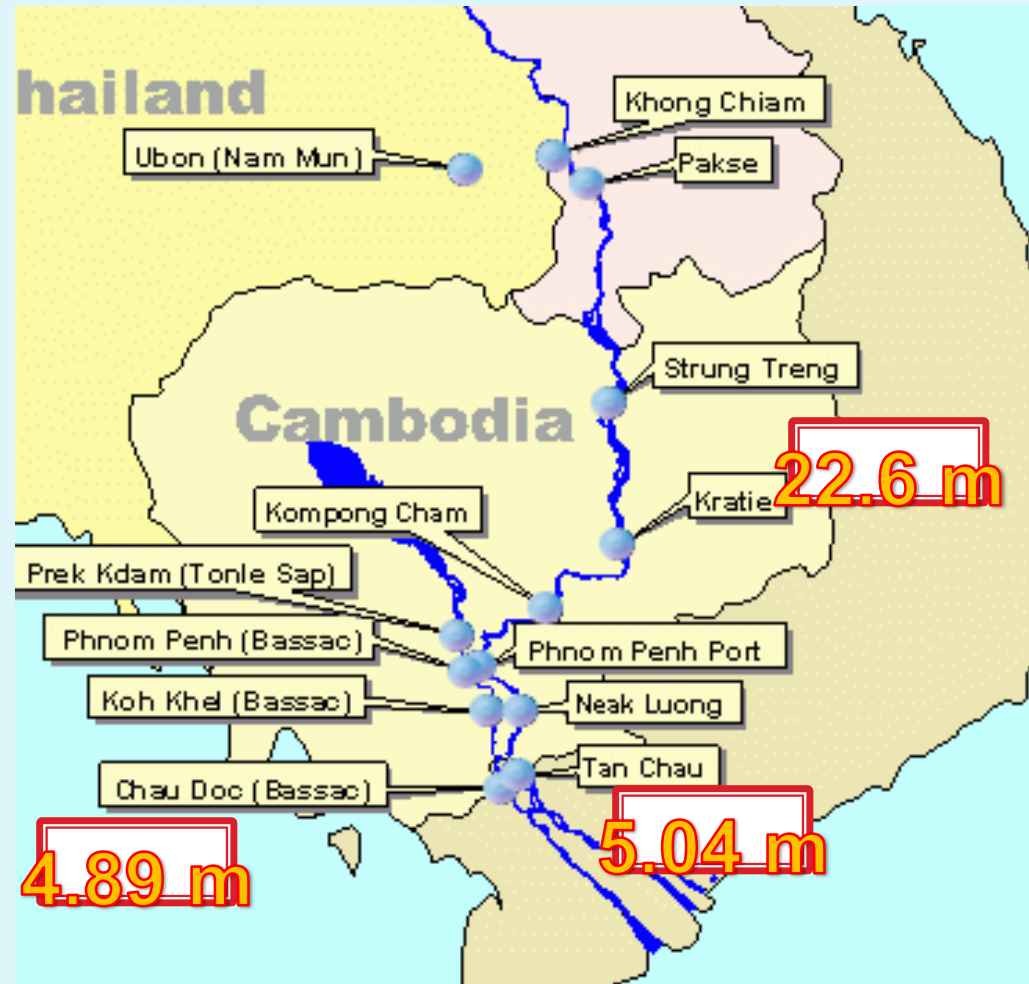 hailand
Khong Chiam
Ubon (Nam Mun)
Pakse
Strung Treng
Cambodia
22.6 m
Kratie
Kompong Cham
Prek Kdam (Tonle Sap)
Phnom Penh (Bassac)
Phnom Penh Port
Koh Khel (Bassac)
Neak Luong
Tan Chau
Chau Doc (Bassac)
5.04 m
4.89 m